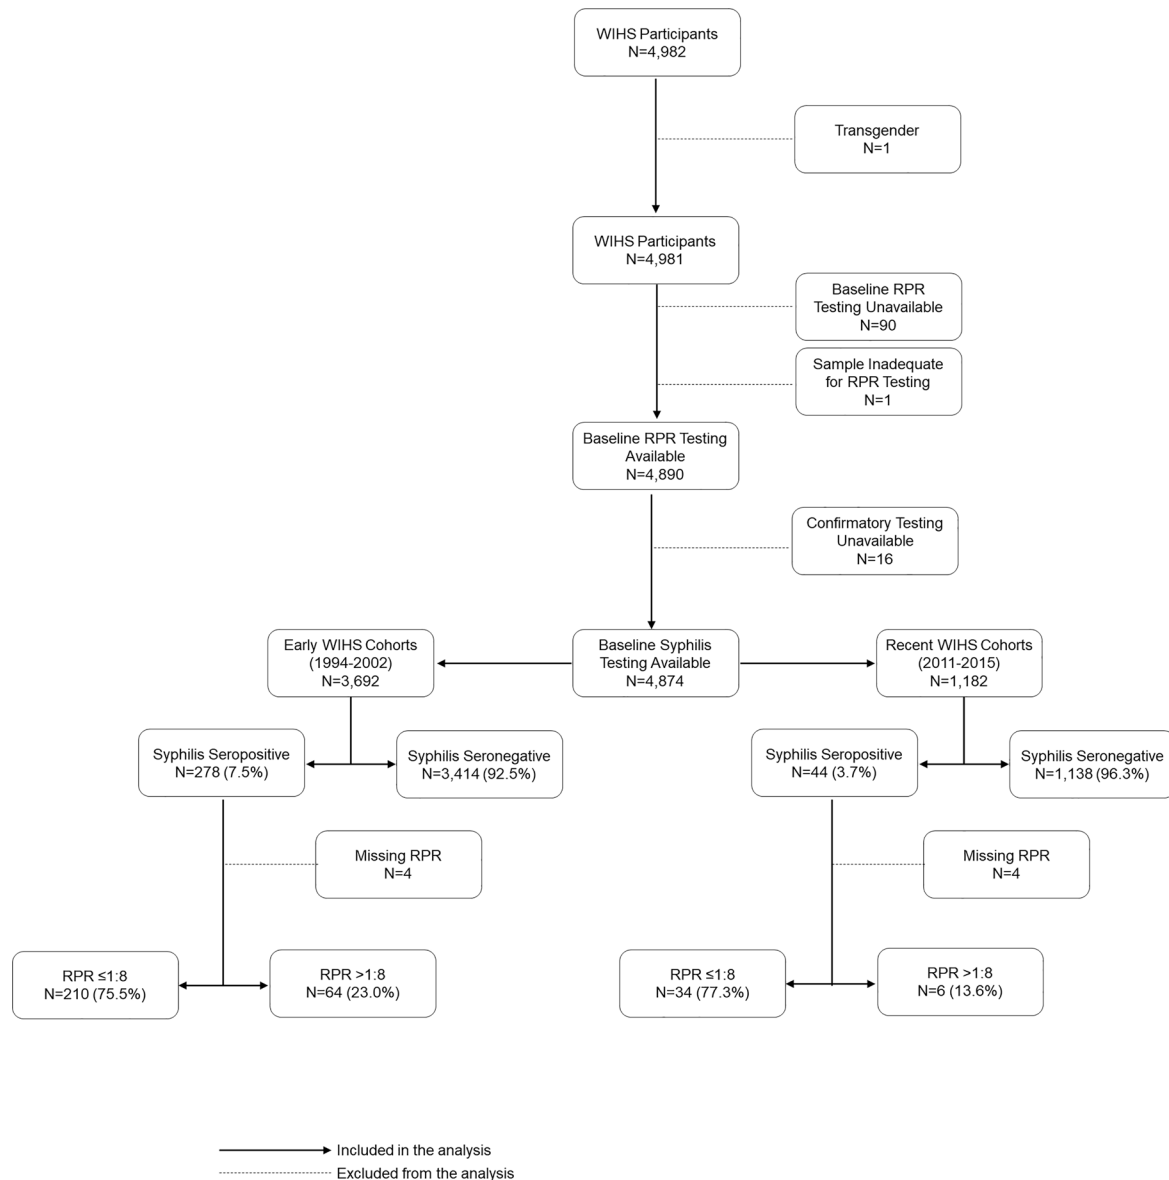 WIHS Participants
N=4,982
Transgender
N=1
WIHS Participants
N=4,981
Baseline RPR
Testing Unavailable
N=90
Sample Inadequate
for RPR Testing
N=1
Baseline RPR Testing
Available
N=4,890
Confirmatory Testing
Unavailable
N=16
Early WIHS Cohorts
(1994-2002)
N=3,692
Baseline Syphilis
Testing Available
N=4,874
Recent WIHS Cohorts
(2011-2015)
N=1,182
Syphilis Seropositive
N=278 (7.5%)
Syphilis Seronegative
N=3,414 (92.5%)
Syphilis Seropositive
N=44 (3.7%)
Syphilis Seronegative
N=1,138 (96.3%)
Missing RPR
N=4
Missing RPR
N=4
RPR ≤1:8
N=210 (75.5%)
RPR >1:8
N=64 (23.0%)
RPR ≤1:8
N=34 (77.3%)
RPR >1:8
N=6 (13.6%)
Included in the analysis
Excluded from the analysis